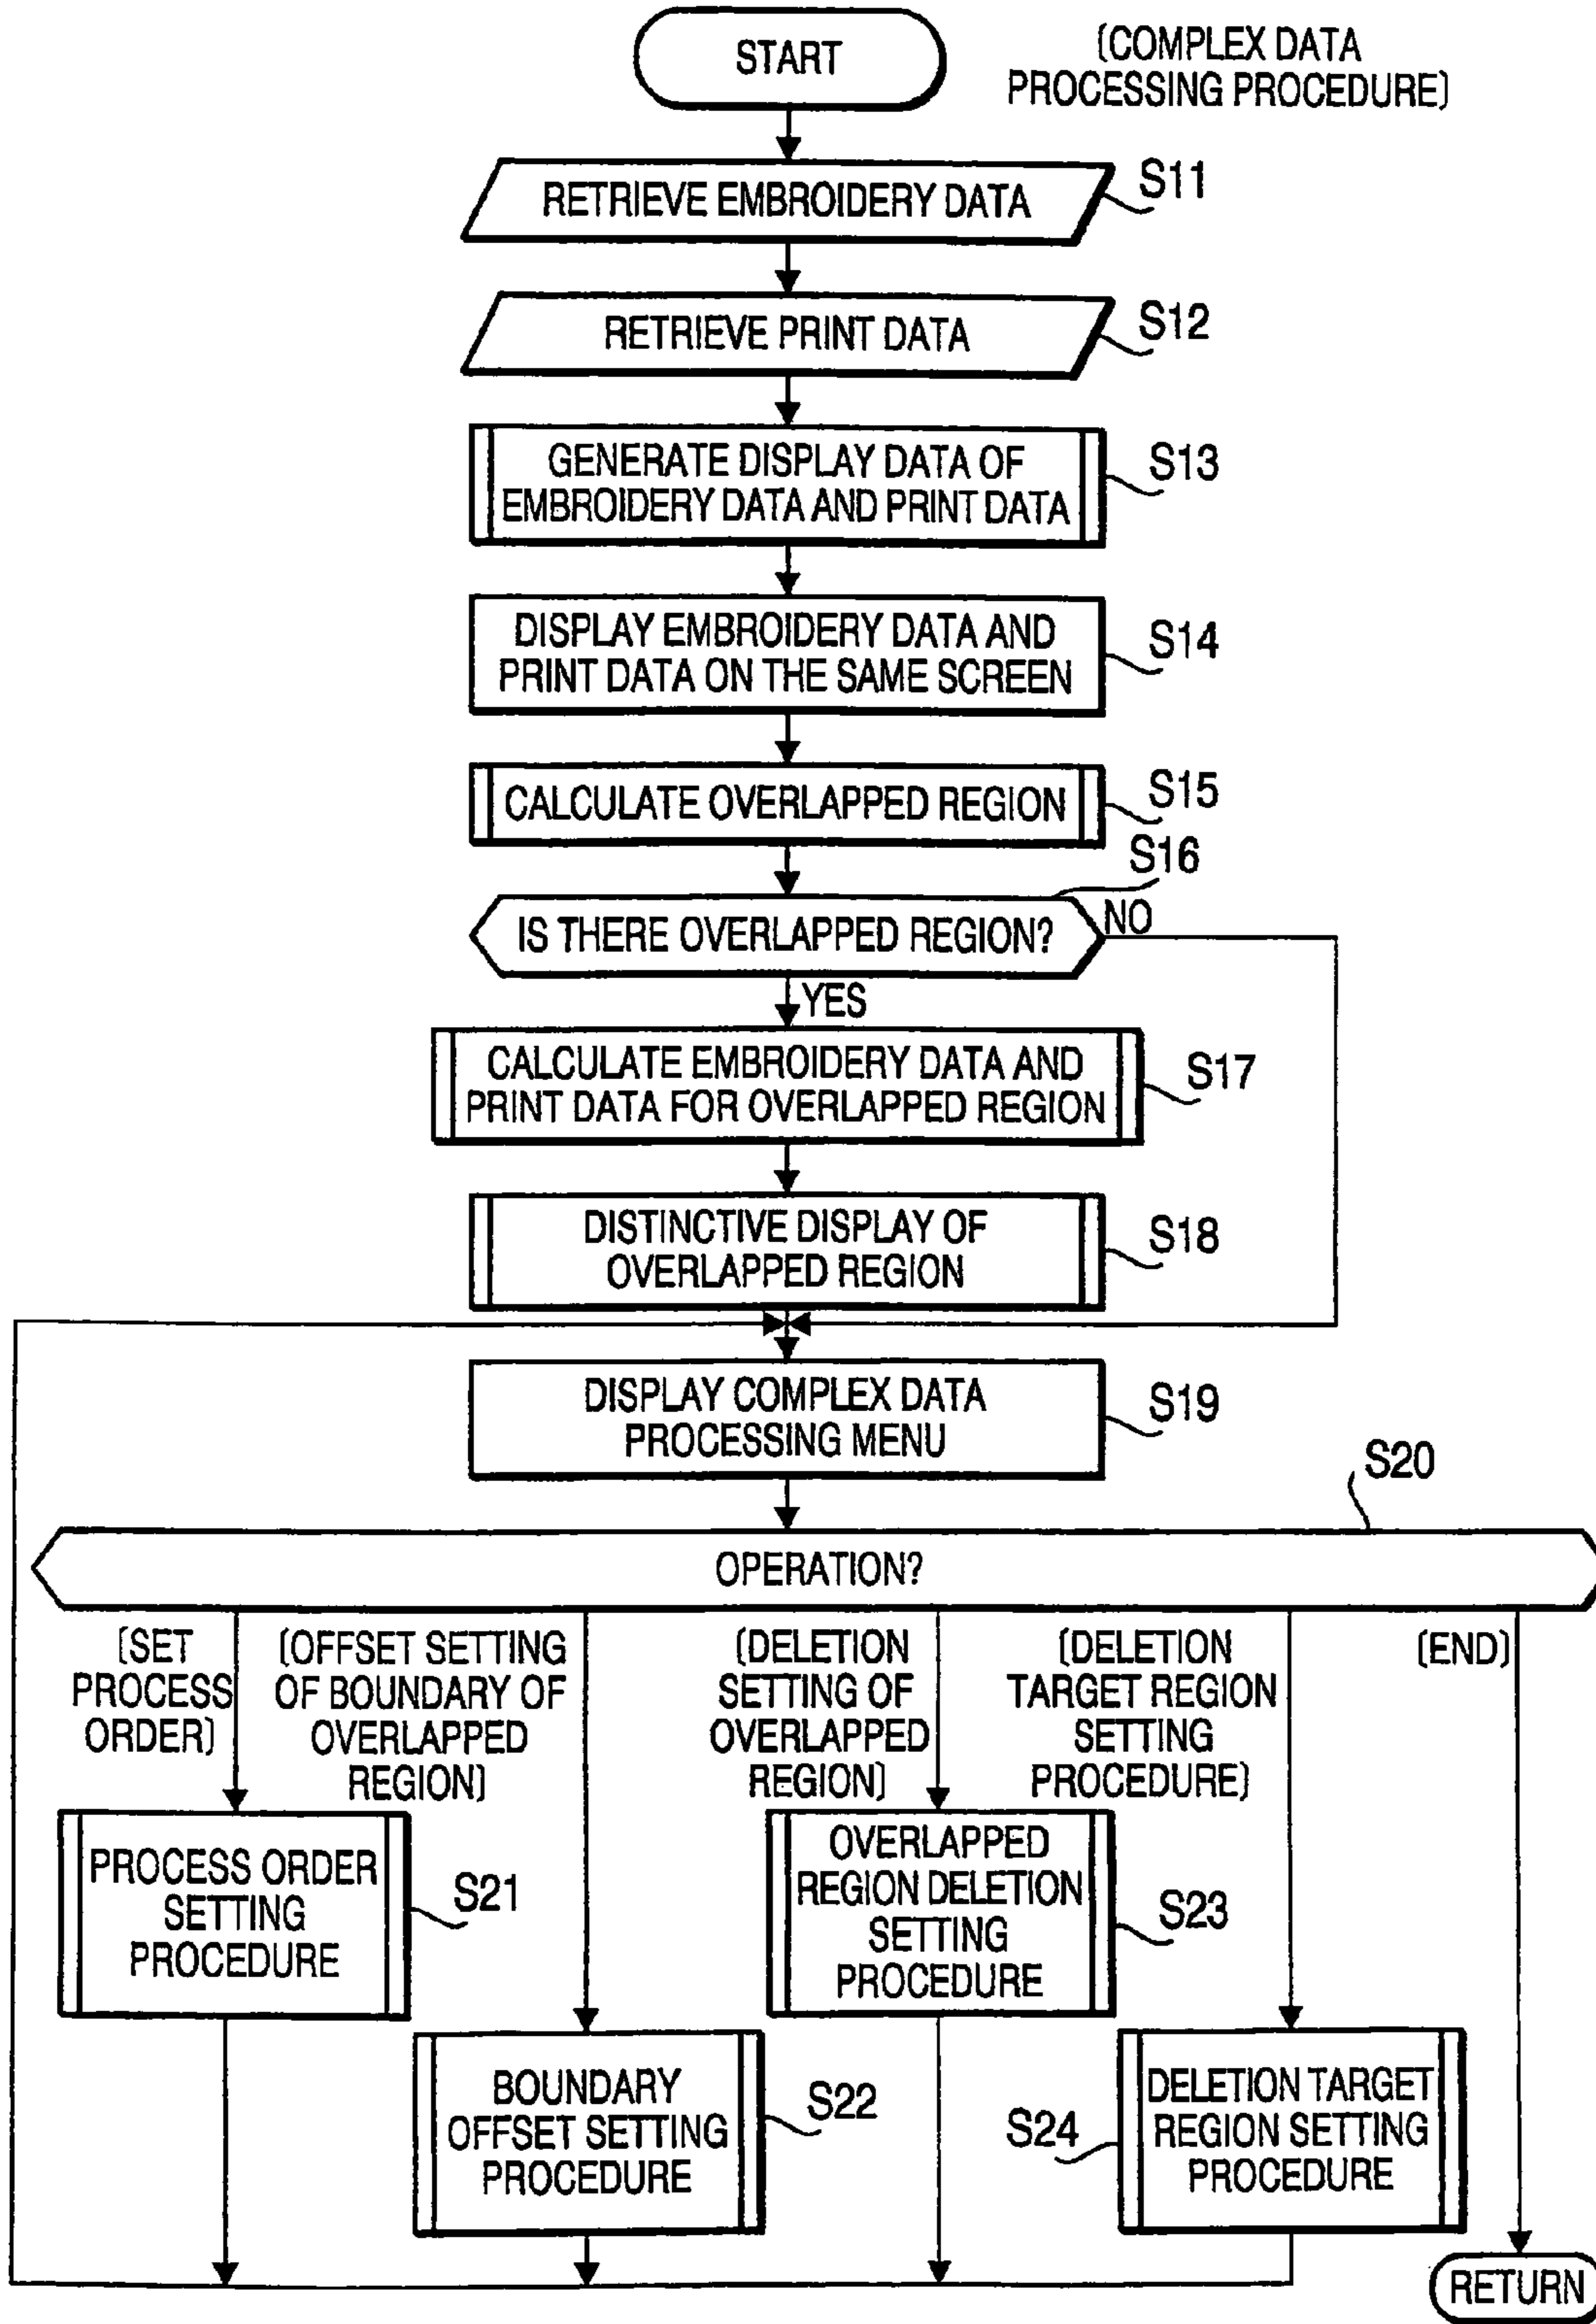 START
[COMPLEX DATA
PROCESSING PROCEDURE]
RETRIEVE EMBROIDERY DATA
S11
RETRIEVE PRINT DATA
S12
GENERATE DISPLAY DATA OF
EMBROIDERY DATA AND PRINT DATA
S13
DISPLAY EMBROIDERY DATA AND
PRINT DATA ON THE SAME SCREEN
S14
CALCULATE OVERLAPPED REGION
S15
S16
IS THERE OVERLAPPED REGION?
NO
YES
CALCULATE EMBROIDERY DATA AND
PRINT DATA FOR OVERLAPPED REGION
S17
DISTINCTIVE DISPLAY OF
OVERLAPPED REGION
S18
DISPLAY COMPLEX DATA
PROCESSING MENU
S19
S20
OPERATION?
[SET
PROCESS
ORDER]
[OFFSET SETTING
OF BOUNDARY OF
OVERLAPPED
REGION]
[DELETION
SETTING OF
OVERLAPPED
REGION]
[DELETION
TARGET REGION
SETTING
PROCEDURE]
[END]
PROCESS ORDER
SETTING
PROCEDURE
S21
BOUNDARY
OFFSET SETTING
PROCEDURE
S22
OVERLAPPED
REGION DELETION
SETTING
PROCEDURE
S23
DELETION TARGET
REGION SETTING
PROCEDURE
S24
RETURN